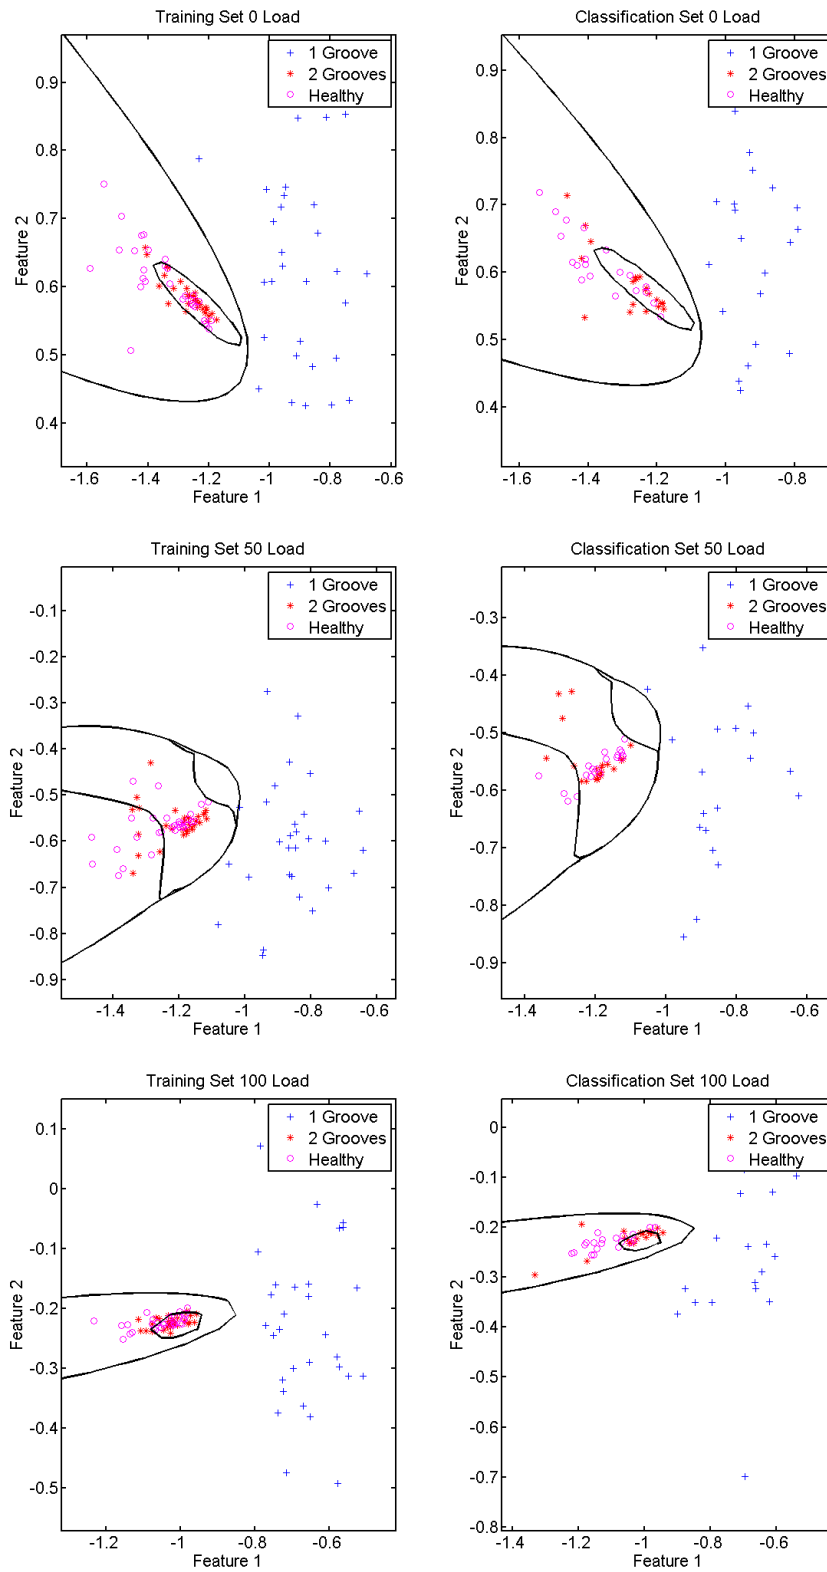 Training Set 0 Load
1 Groove
2 Grooves
Healthy
0.9
0.8
0.7
0.6
0.5
0.4
Feature 2
-1.6 -1.4 -1.2 -1 -0.8 -0.6
Feature 1
Classification Set 0 Load
1 Groove
2 Grooves
Healthy
0.9
0.8
0.7
0.6
0.5
0.4
Feature 2
-1.6 -1.4 -1.2 -1 -0.8
Feature 1
Training Set 50 Load
1 Groove
2 Grooves
Healthy
-0.1
-0.2
-0.3
-0.4
-0.5
-0.6
-0.7
-0.8
-0.9
Feature 2
-1.4 -1.2 -1 -0.8 -0.6
Feature 1
Classification Set 50 Load
1 Groove
2 Grooves
Healthy
-0.3
-0.4
-0.5
-0.6
-0.7
-0.8
-0.9
Feature 2
-1.4 -1.2 -1 -0.8 -0.6
Feature 1
Training Set 100 Load
1 Groove
2 Grooves
Healthy
0.1
0
-0.1
-0.2
-0.3
-0.4
-0.5
Feature 2
-1.2 -1 -0.8 -0.6
Feature 1
Classification Set 100 Load
1 Groove
2 Grooves
Healthy
0
-0.1
-0.2
-0.3
-0.4
-0.5
-0.6
-0.7
-0.8
Feature 2
-1.4 -1.2 -1 -0.8 -0.6
Feature 1